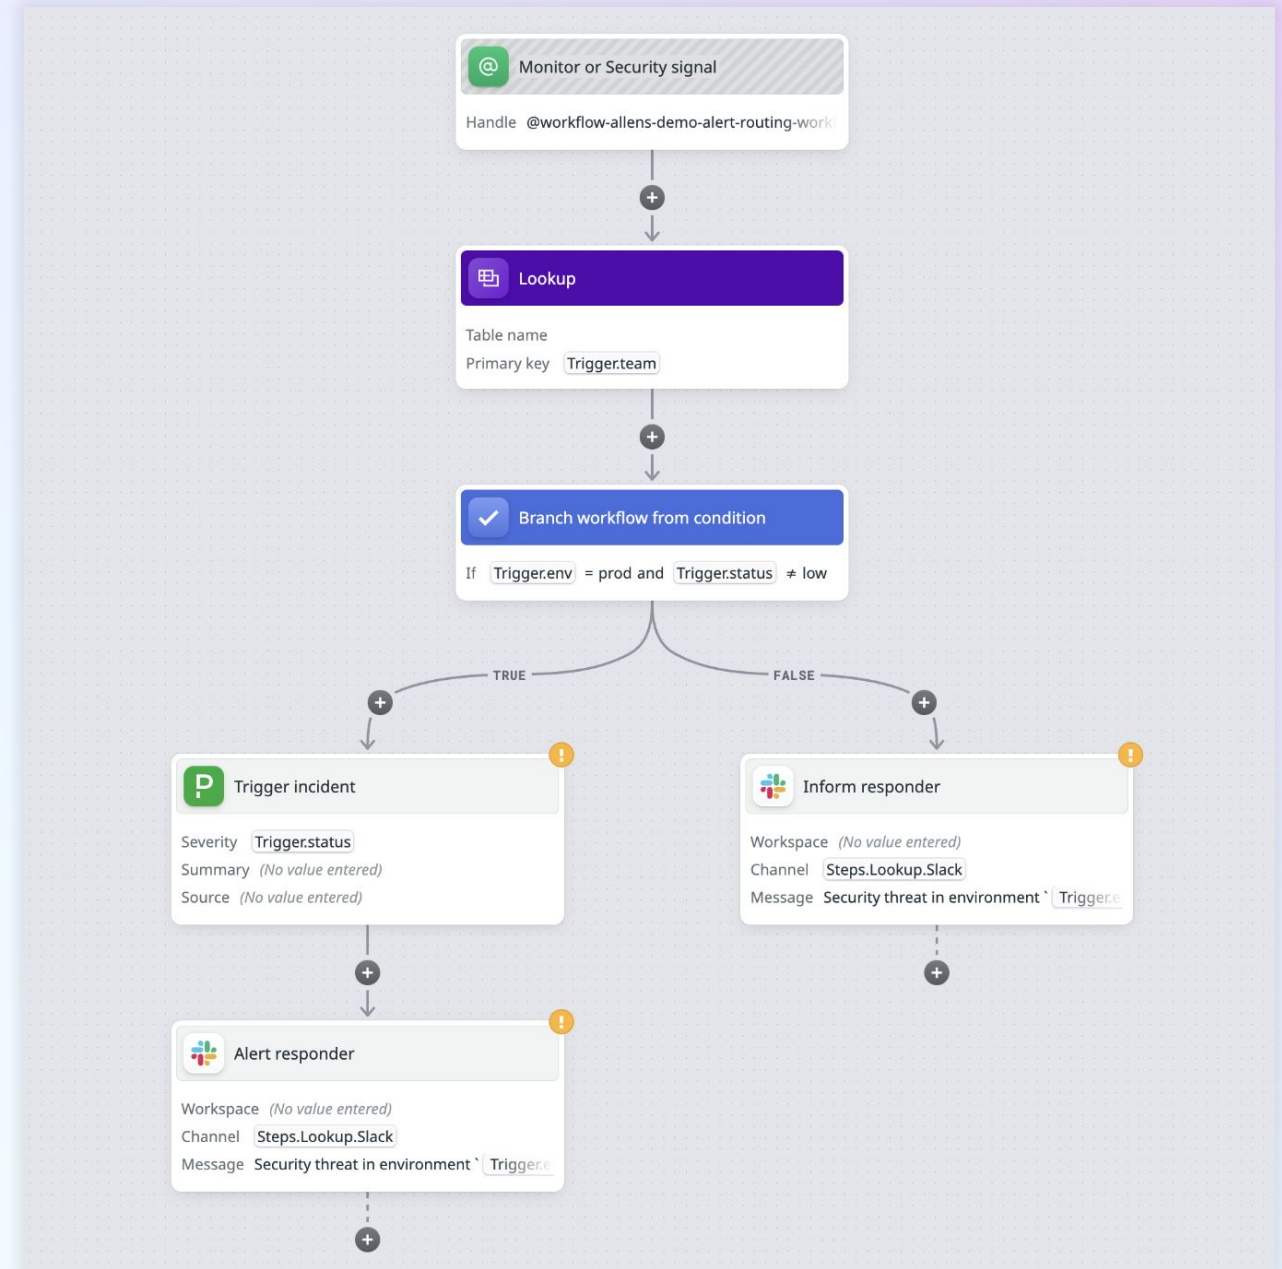 Monitor or Security signal
Handle @workflow-allens-demo-alert-routing-work
Lookup
Table name
Primary key Trigger.team
Branch workflow from condition
If Trigger.env = prod and Trigger.status ≠ low
TRUE
FALSE
Trigger incident
Severity Trigger.status
Summary (No value entered)
Source (No value entered)
Inform responder
Workspace (No value entered)
Channel Steps.Lookup.Slack
Message Security threat in environment ` Trigger.e
Alert responder
Workspace (No value entered)
Channel Steps.Lookup.Slack
Message Security threat in environment ` Trigger.e